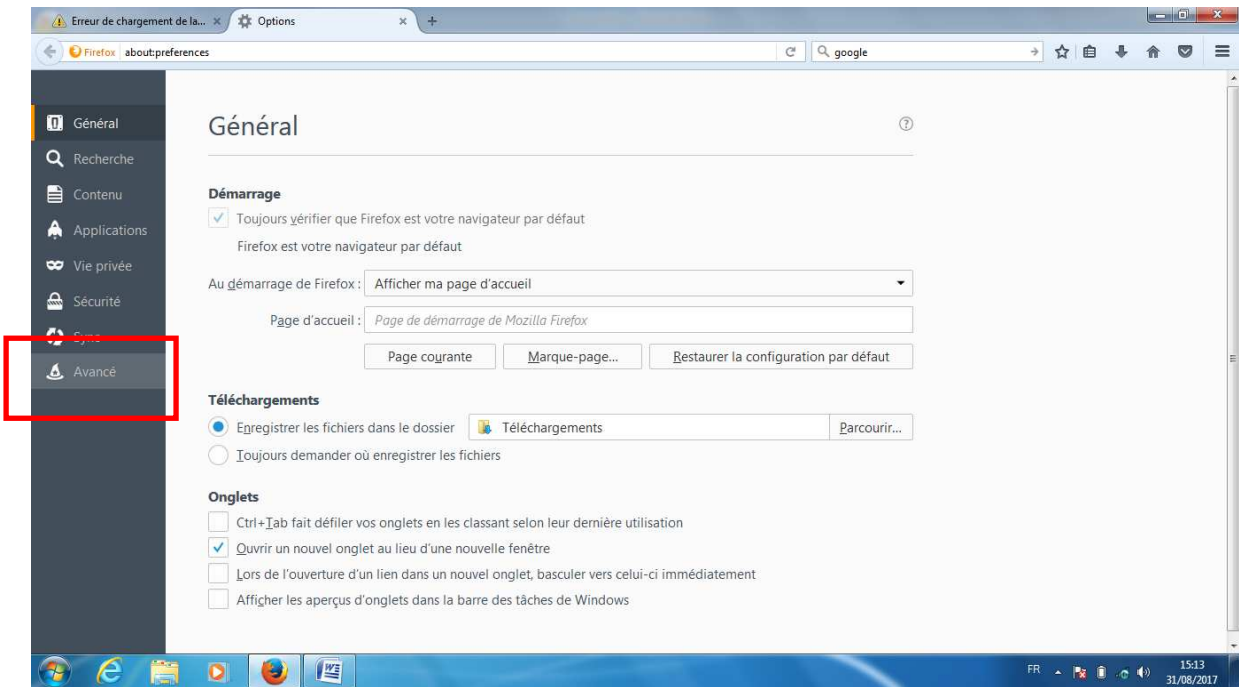 Erreur de chargement de la...
Options
Firefox about:preferences
google
Général
Recherche
Contenu
Applications
Vie privée
Sécurité
Sync
Avancé
Général
Démarrage
Toujours vérifier que Firefox est votre navigateur par défaut
Firefox est votre navigateur par défaut
Au démarrage de Firefox : Afficher ma page d'accueil
Page d'accueil : Page de démarrage de Mozilla Firefox
Page courante Marque-page... Restaurer la configuration par défaut
Téléchargements
Enregistrer les fichiers dans le dossier Téléchargements Parcourir...
Toujours demander où enregistrer les fichiers
Onglets
Ctrl+Tab fait défiler vos onglets en les classant selon leur dernière utilisation
Ouvrir un nouvel onglet au lieu d'une nouvelle fenêtre
Lors de l'ouverture d'un lien dans un nouvel onglet, basculer vers celui-ci immédiatement
Afficher les aperçus d'onglets dans la barre des tâches de Windows
FR
15:13
31/08/2017